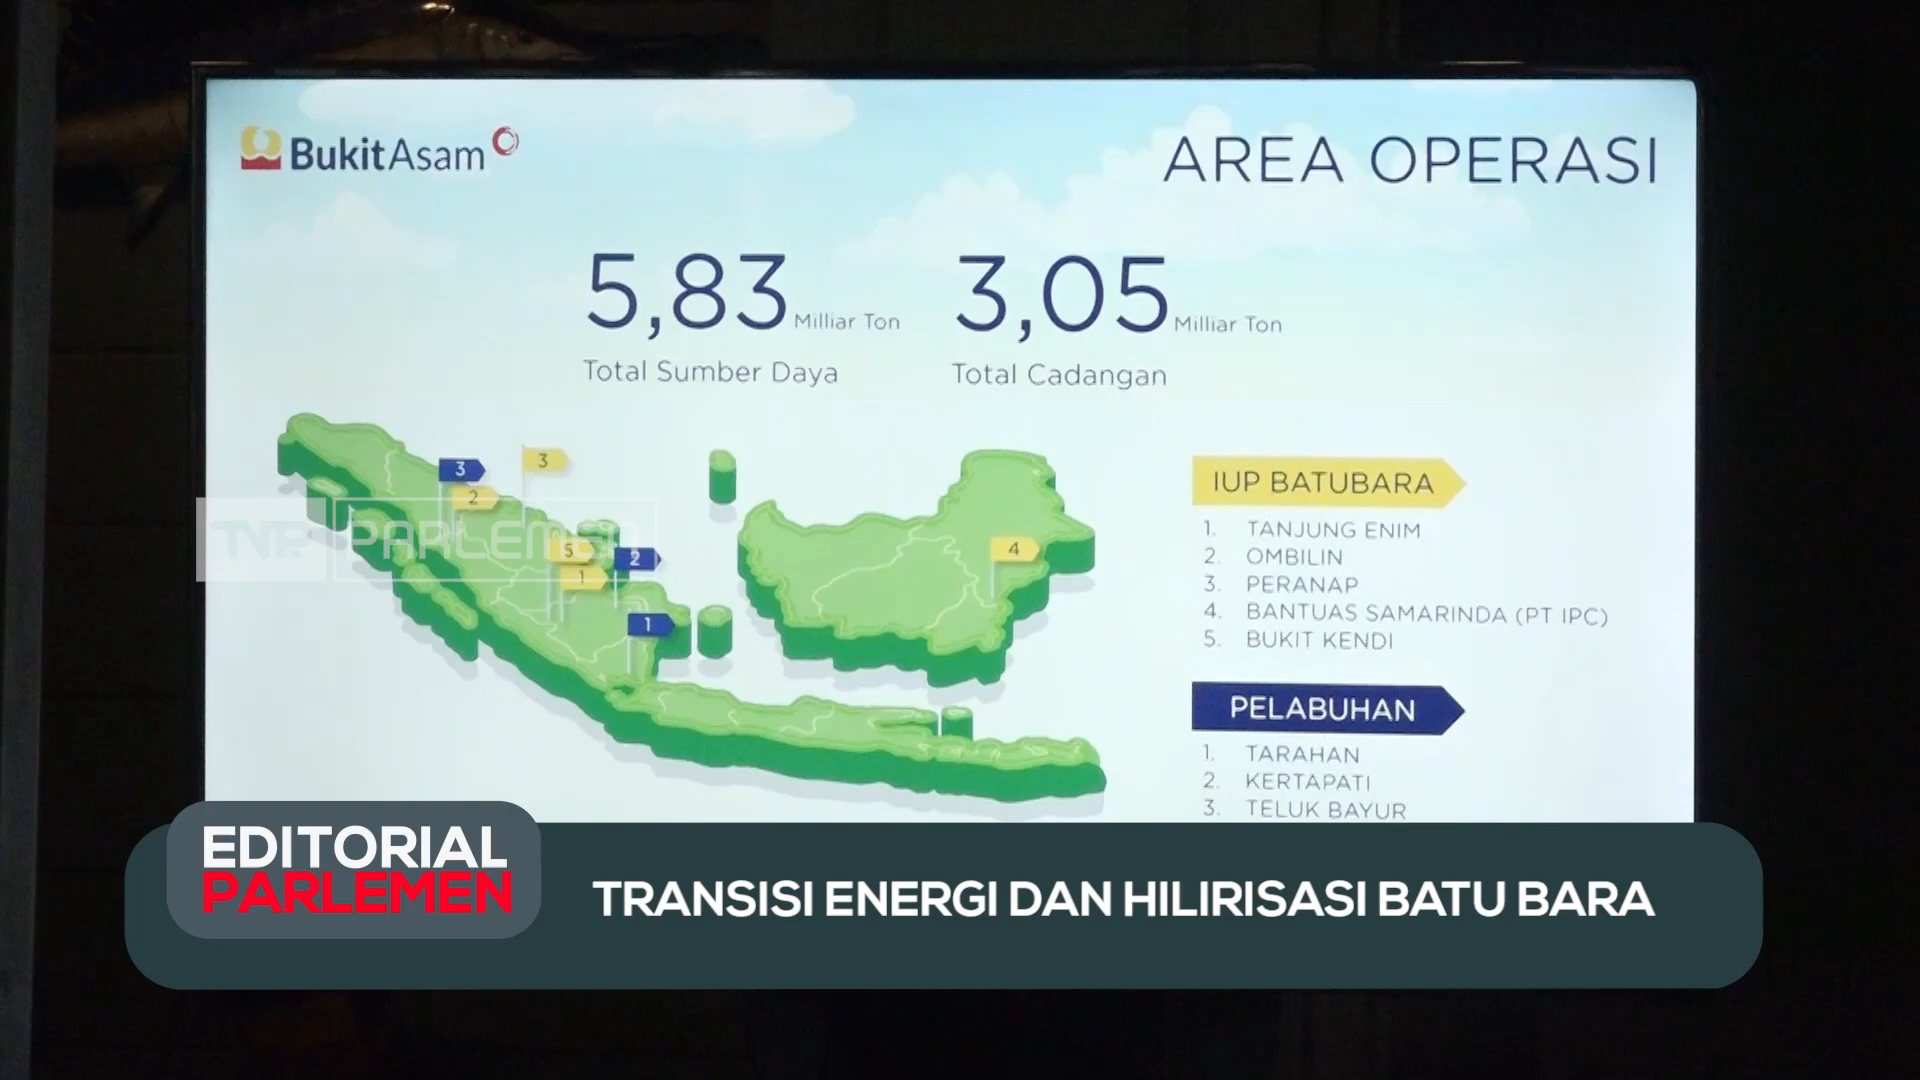 BukitAsam
AREA OPERASI
5,83 Milliar Ton
Total Sumber Daya
3,05 Milliar Ton
Total Cadangan
3
3
2
5
2
1
1
4
TVR PARLEMEN
IUP BATUBARA
1. TANJUNG ENIM
2. OMBILIN
3. PERANAP
4. BANTUAS SAMARINDA (PT IPC)
5. BUKIT KENDI
PELABUHAN
1. TARAHAN
2. KERTAPATI
3. TELUK BAYUR
EDITORIAL
PARLEMEN
TRANSISI ENERGI DAN HILIRISASI BATU BARA